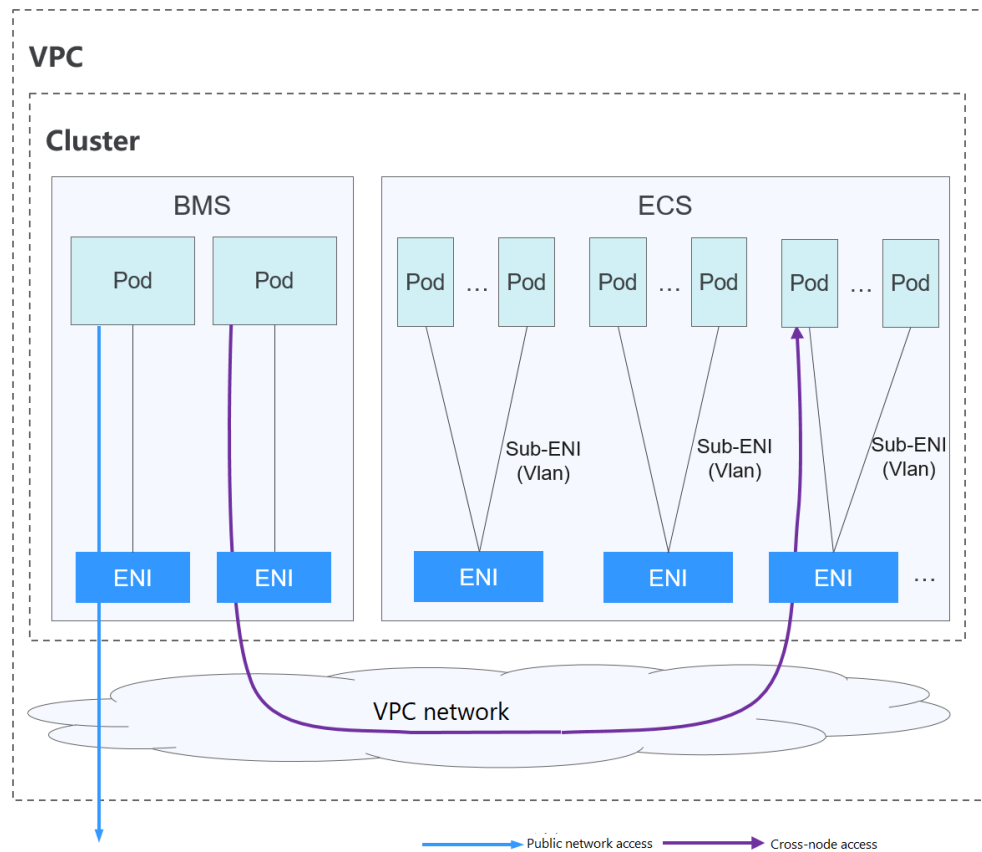 VPC
Cluster
BMS
ECS
Pod
Pod
Pod ... Pod
Pod ... Pod
Pod ... Pod
Sub-ENI
(Vlan)
Sub-ENI
(Vlan)
Sub-ENI
(Vlan)
ENI
ENI
ENI
ENI
ENI
...
VPC network
Public network access
Cross-node access